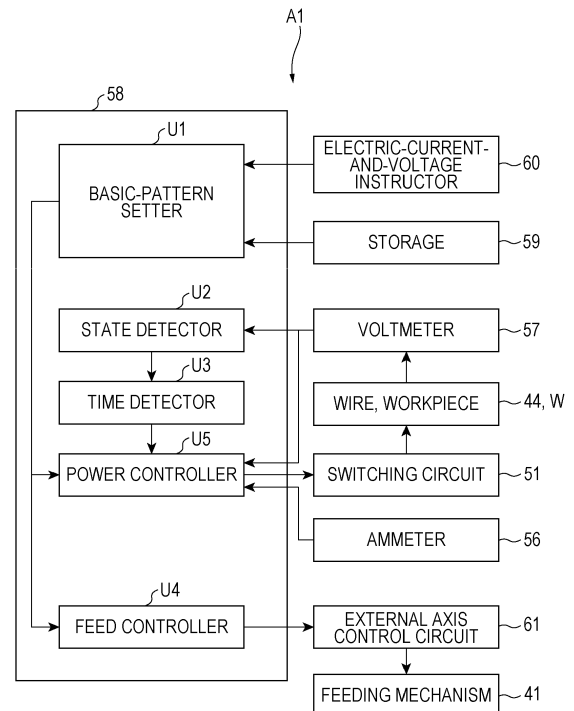 A1
58
U1
BASIC-PATTERN
SETTER
ELECTRIC-CURRENT-
AND-VOLTAGE
INSTRUCTOR
60
STORAGE
59
U2
STATE DETECTOR
VOLTMETER
57
U3
TIME DETECTOR
WIRE, WORKPIECE
44, W
U5
POWER CONTROLLER
SWITCHING CIRCUIT
51
AMMETER
56
U4
FEED CONTROLLER
EXTERNAL AXIS
CONTROL CIRCUIT
61
FEEDING MECHANISM
41